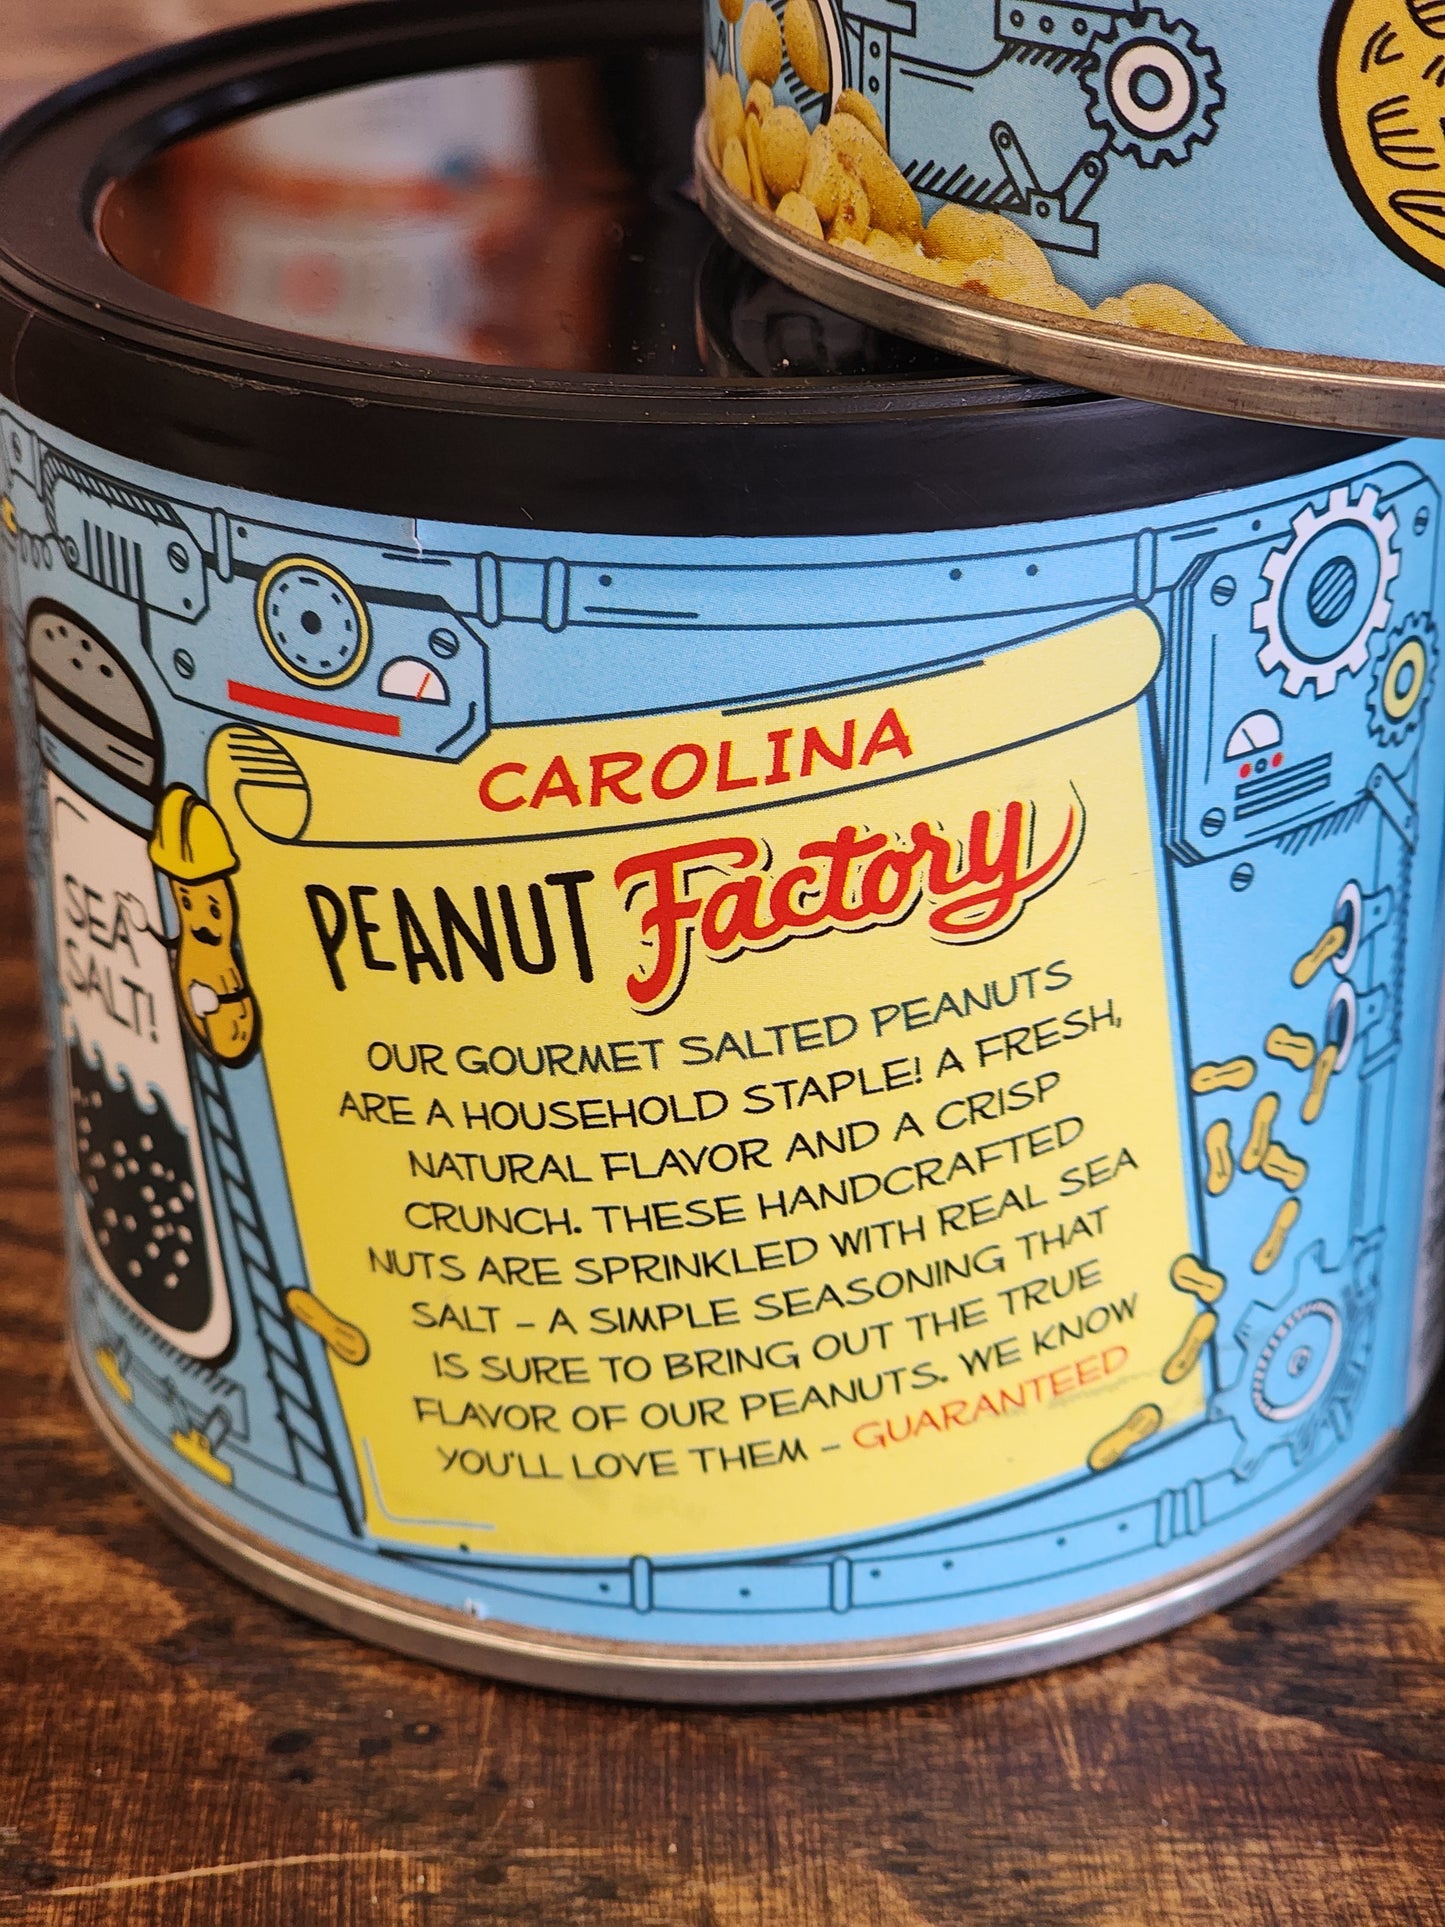 CAROLINA
PEANUT Factory
OUR GOURMET SALTED PEANUTS
ARE A HOUSEHOLD STAPLE! A FRESH,
NATURAL FLAVOR AND A CRISP
CRUNCH. THESE HANDCRAFTED
NUTS ARE SPRINKLED WITH REAL SEA
SALT – A SIMPLE SEASONING THAT
IS SURE TO BRING OUT THE TRUE
FLAVOR OF OUR PEANUTS. WE KNOW
YOU'LL LOVE THEM – GUARANTEED
SEA
SALT!